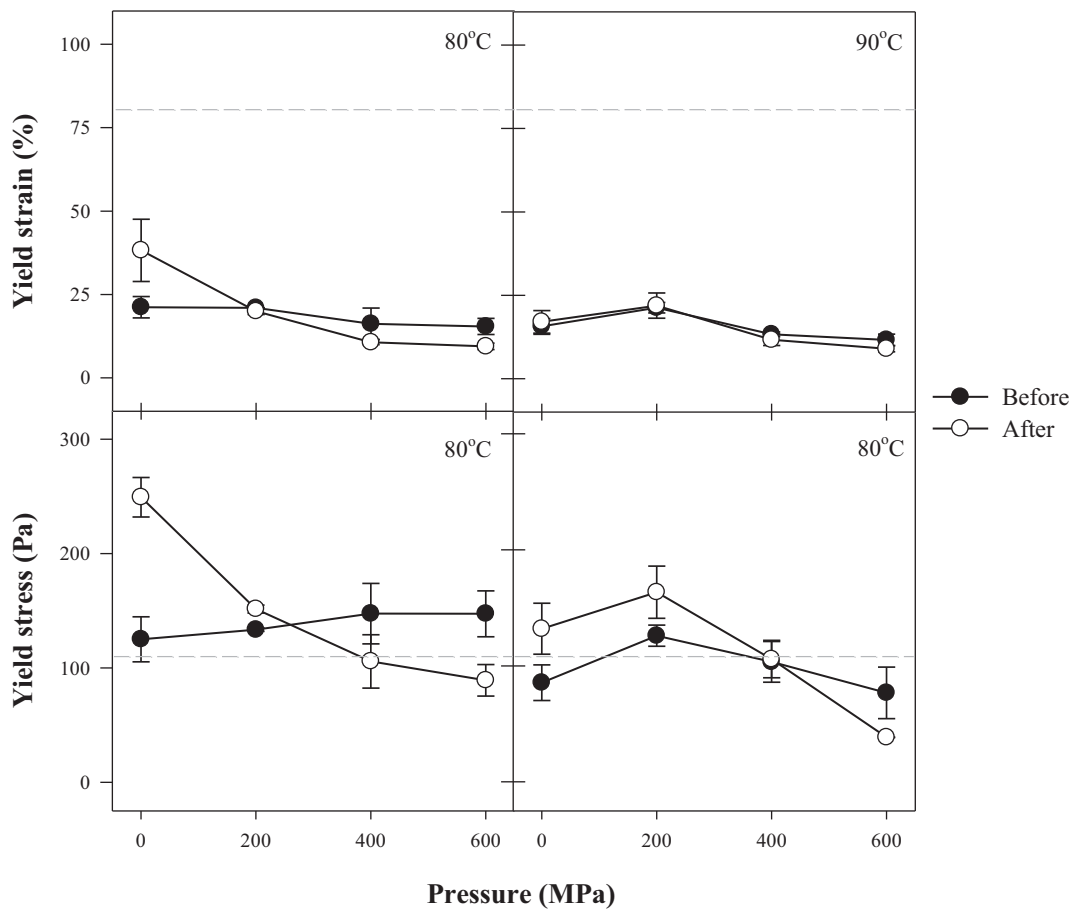 100
80°C
90°C
75
50
25
0
Yield strain (%)
Before
After
300
80°C
80°C
200
100
0
Yield stress (Pa)
0 200 400 600 0 200 400 600
Pressure (MPa)